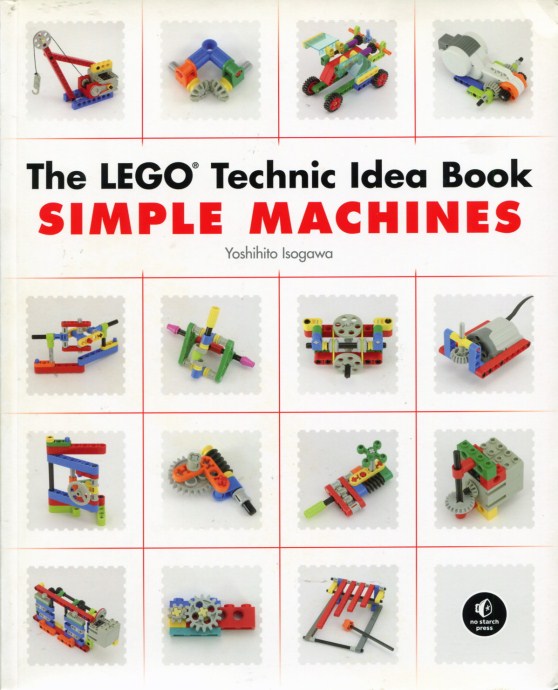 The LEGO® Technic Idea Book
SIMPLE MACHINES
Yoshihito Isogawa
no starch
press